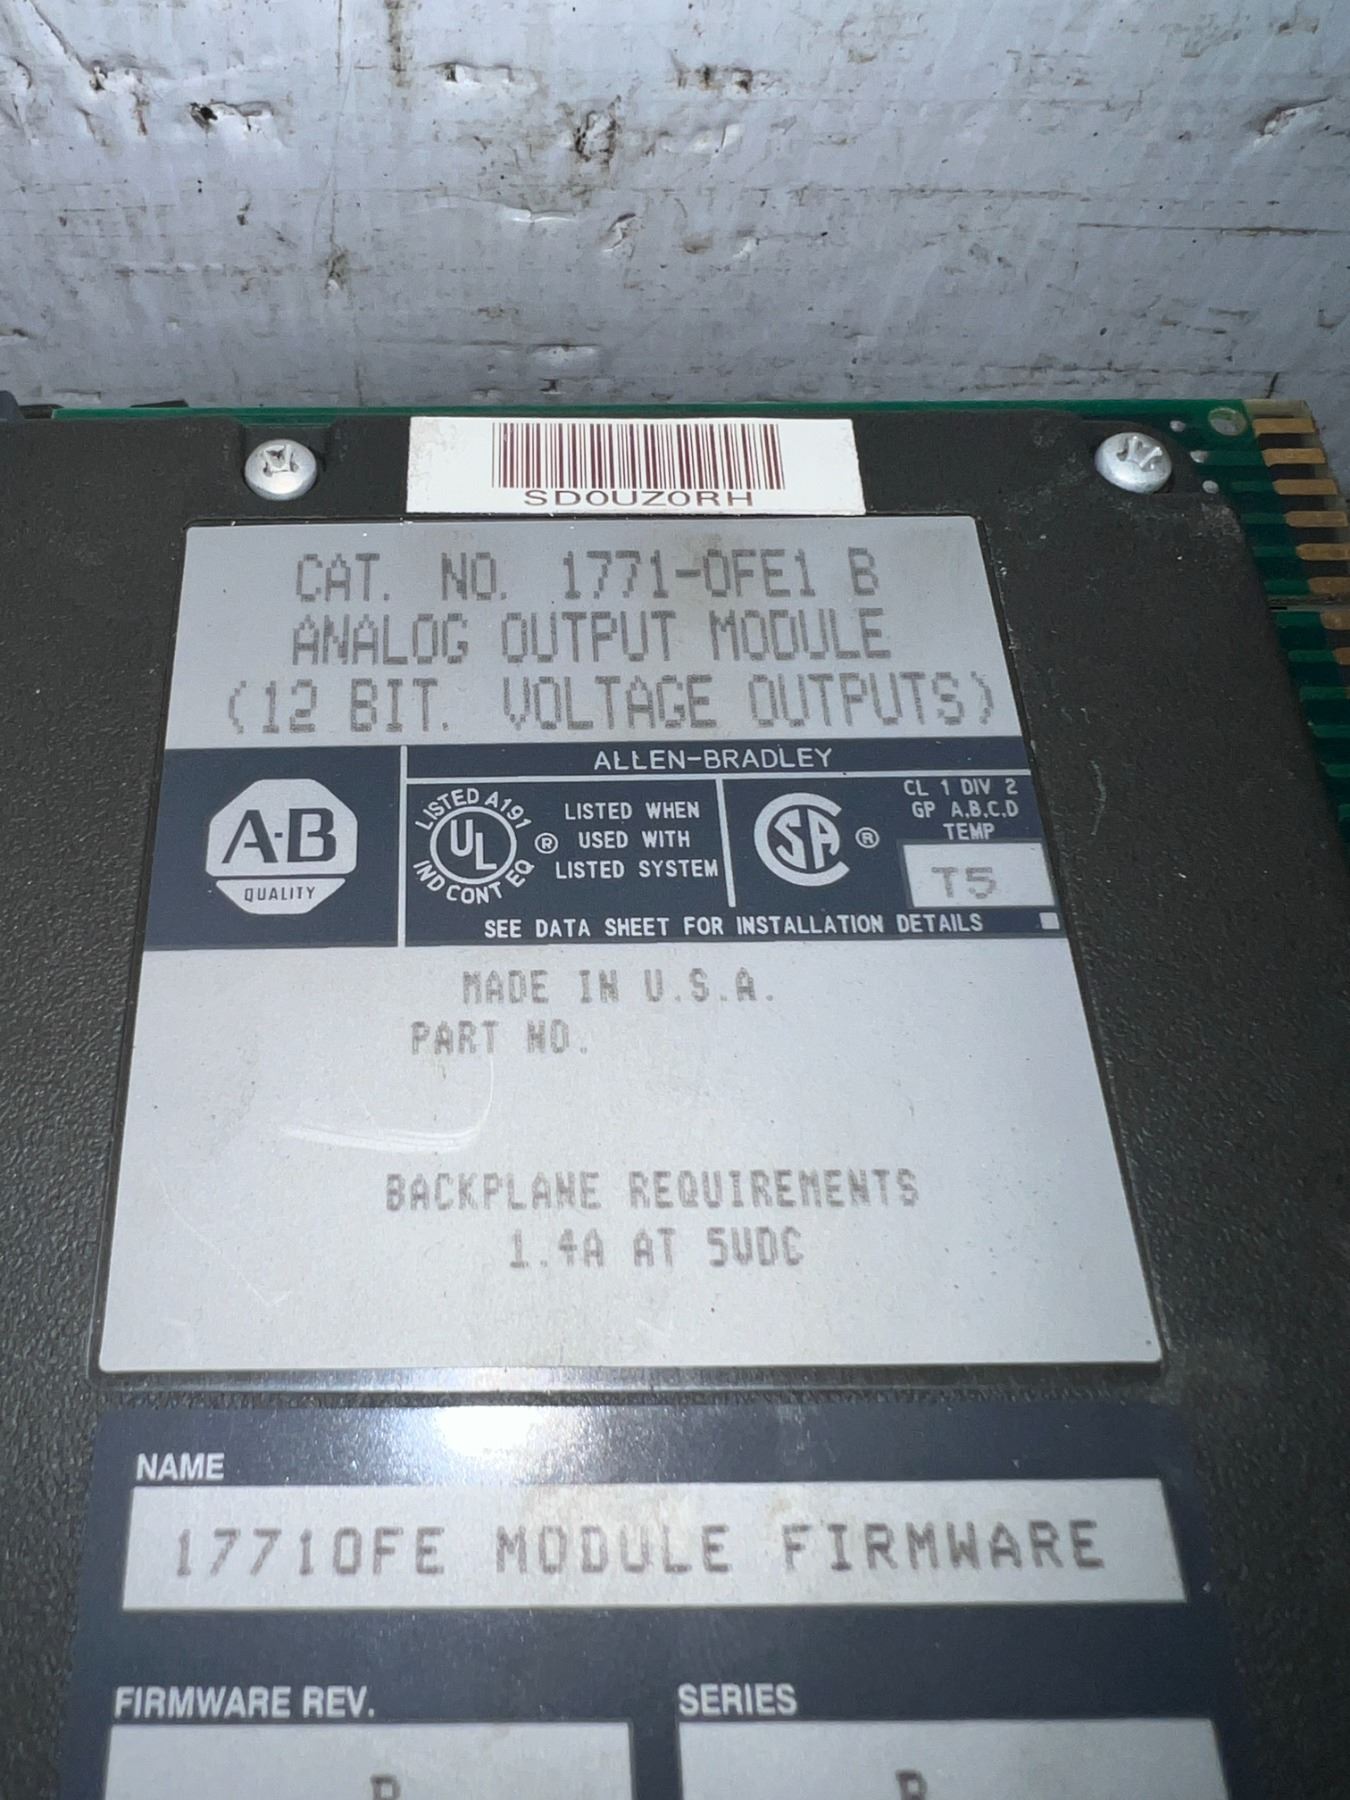 SD0UZ0RH
CAT. NO. 1771-OFE1 B
ANALOG OUTPUT MODULE
(12 BIT. VOLTAGE OUTPUTS)
ALLEN-BRADLEY
A-B
QUALITY
LISTED A191
UL
IND CONT EQ
®
LISTED WHEN
USED WITH
LISTED SYSTEM
SA
®
CL 1 DIV 2
GP A,B,C,D
TEMP
T5
SEE DATA SHEET FOR INSTALLATION DETAILS
MADE IN U.S.A.
PART NO.
BACKPLANE REQUIREMENTS
1.4A AT 5VDC
NAME
1771OFE MODULE FIRMWARE
FIRMWARE REV.
SERIES